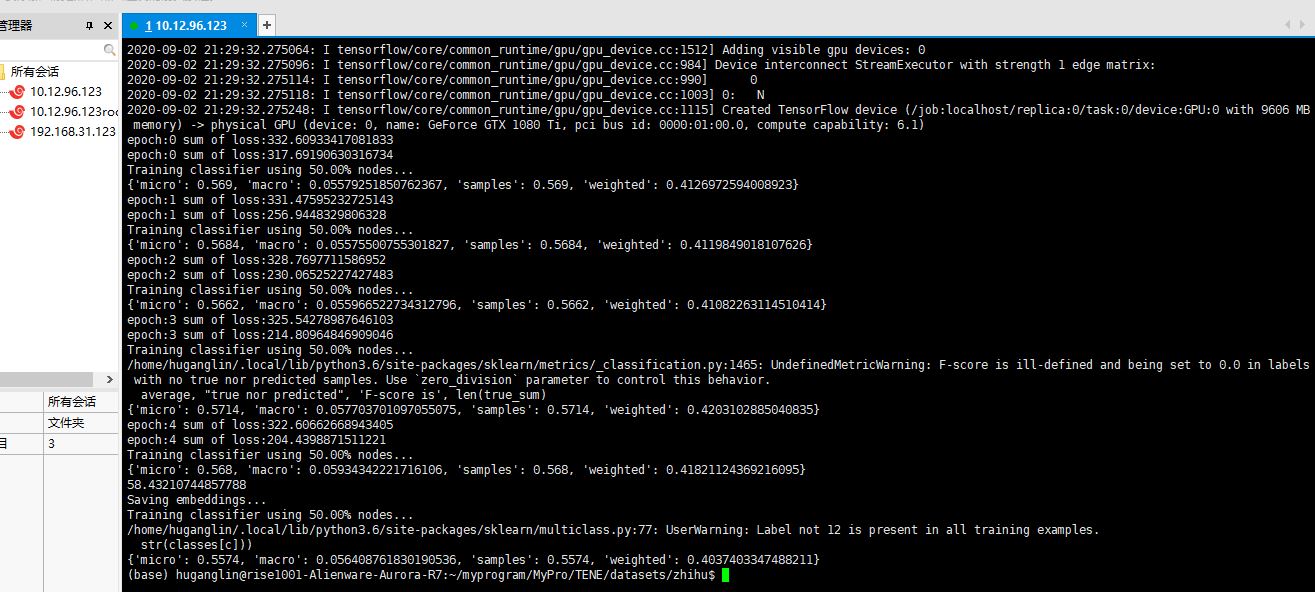 管理器
1 10.12.96.123
所有会话
10.12.96.123
10.12.96.123roo
192.168.31.123
所有会话
文件夹
目
3
2020-09-02 21:29:32.275064: I tensorflow/core/common_runtime/gpu/gpu_device.cc:1512] Adding visible gpu devices: 0
2020-09-02 21:29:32.275096: I tensorflow/core/common_runtime/gpu/gpu_device.cc:984] Device interconnect StreamExecutor with strength 1 edge matrix:
2020-09-02 21:29:32.275114: I tensorflow/core/common_runtime/gpu/gpu_device.cc:990]      0
2020-09-02 21:29:32.275118: I tensorflow/core/common_runtime/gpu/gpu_device.cc:1003] 0:   N
2020-09-02 21:29:32.275248: I tensorflow/core/common_runtime/gpu/gpu_device.cc:1115] Created TensorFlow device (/job:localhost/replica:0/task:0/device:GPU:0 with 9606 MB
memory) -> physical GPU (device: 0, name: GeForce GTX 1080 Ti, pci bus id: 0000:01:00.0, compute capability: 6.1)
epoch:0 sum of loss:332.60933417081833
epoch:0 sum of loss:317.69190630316734
Training classifier using 50.00% nodes...
{'micro': 0.569, 'macro': 0.05579251850762367, 'samples': 0.569, 'weighted': 0.4126972594008923}
epoch:1 sum of loss:331.47595232725143
epoch:1 sum of loss:256.9448329806328
Training classifier using 50.00% nodes...
{'micro': 0.5684, 'macro': 0.05575500755301827, 'samples': 0.5684, 'weighted': 0.4119849018107626}
epoch:2 sum of loss:328.7697711586952
epoch:2 sum of loss:230.06525227427483
Training classifier using 50.00% nodes...
{'micro': 0.5662, 'macro': 0.055966522734312796, 'samples': 0.5662, 'weighted': 0.41082263114510414}
epoch:3 sum of loss:325.54278987646103
epoch:3 sum of loss:214.80964846909046
Training classifier using 50.00% nodes...
/home/huganglin/.local/lib/python3.6/site-packages/sklearn/metrics/_classification.py:1465: UndefinedMetricWarning: F-score is ill-defined and being set to 0.0 in labels
with no true nor predicted samples. Use `zero_division` parameter to control this behavior.
average, "true nor predicted", 'F-score is', len(true_sum)
{'micro': 0.5714, 'macro': 0.057703701097055075, 'samples': 0.5714, 'weighted': 0.4203102885040835}
epoch:4 sum of loss:322.60662668943405
epoch:4 sum of loss:204.4398871511221
Training classifier using 50.00% nodes...
{'micro': 0.568, 'macro': 0.05934342221716106, 'samples': 0.568, 'weighted': 0.41821124369216095}
58.43210744857788
Saving embeddings...
Training classifier using 50.00% nodes...
/home/huganglin/.local/lib/python3.6/site-packages/sklearn/multiclass.py:77: UserWarning: Label not 12 is present in all training examples.
str(classes[c]))
{'micro': 0.5574, 'macro': 0.056408761830190536, 'samples': 0.5574, 'weighted': 0.4037403347488211}
(base) huganglin@rise1001-Alienware-Aurora-R7:~/myprogram/MyPro/TENE/datasets/zhihu$